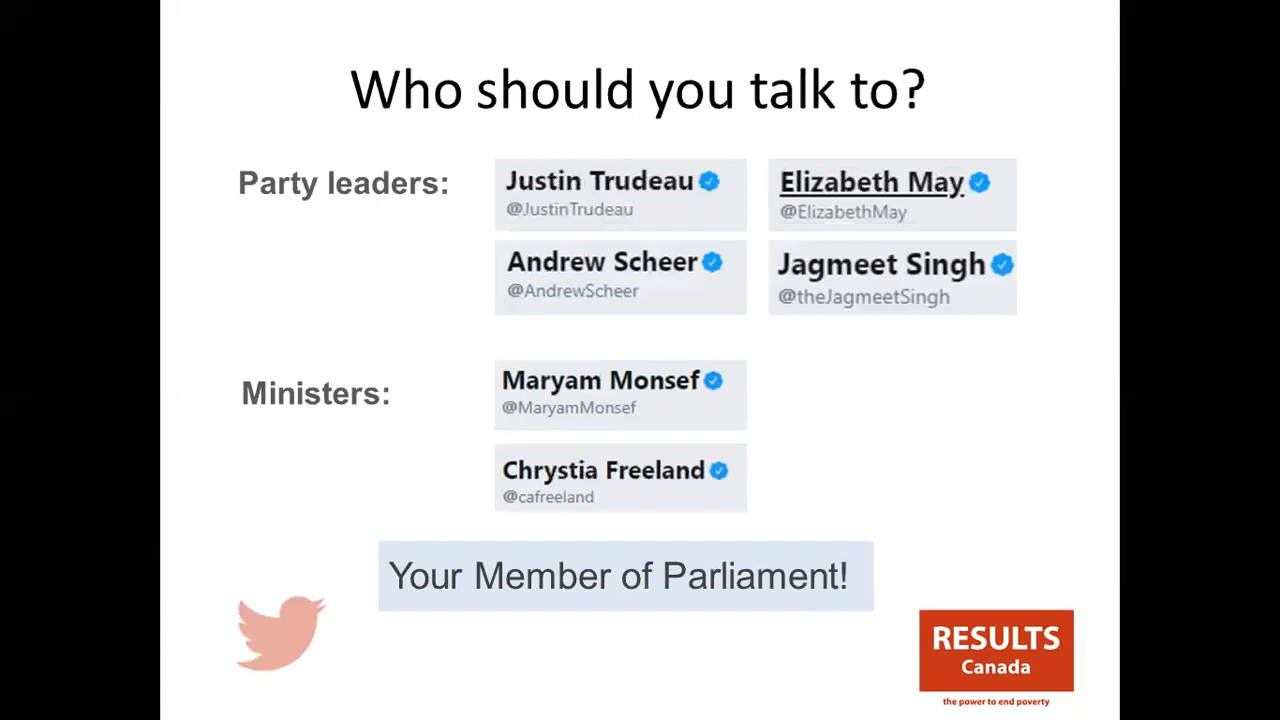 Who should you talk to?
Party leaders:
Justin Trudeau
@JustinTrudeau
Elizabeth May
@ElizabethMay
Andrew Scheer
@AndrewScheer
Jagmeet Singh
@theJagmeetSingh
Ministers:
Maryam Monsef
@MaryamMonsef
Chrystia Freeland
@cafreeland
Your Member of Parliament!
RESULTS
Canada
the power to end poverty